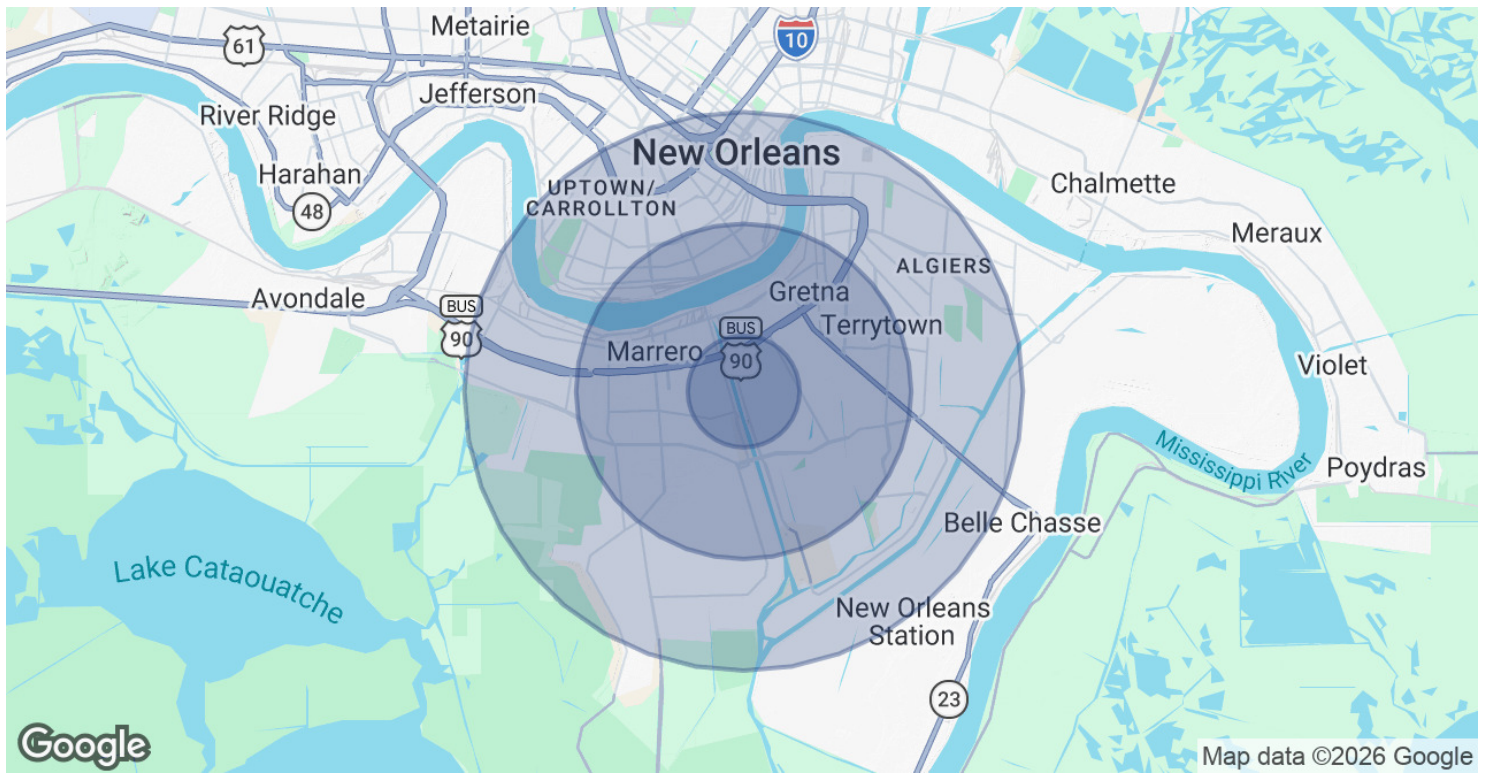 Metairie
61
10
Jefferson
River Ridge
New Orleans
Harahan
UPTOWN/
CARROLLTON
Chalmette
48
Meraux
ALGIERS
Avondale
Gretna
BUS
90
BUS
90
Terrytown
Marrero
Violet
Mississippi River
Poydras
Belle Chasse
Lake Cataouatche
New Orleans
Station
23
Google
Map data ©2026 Google